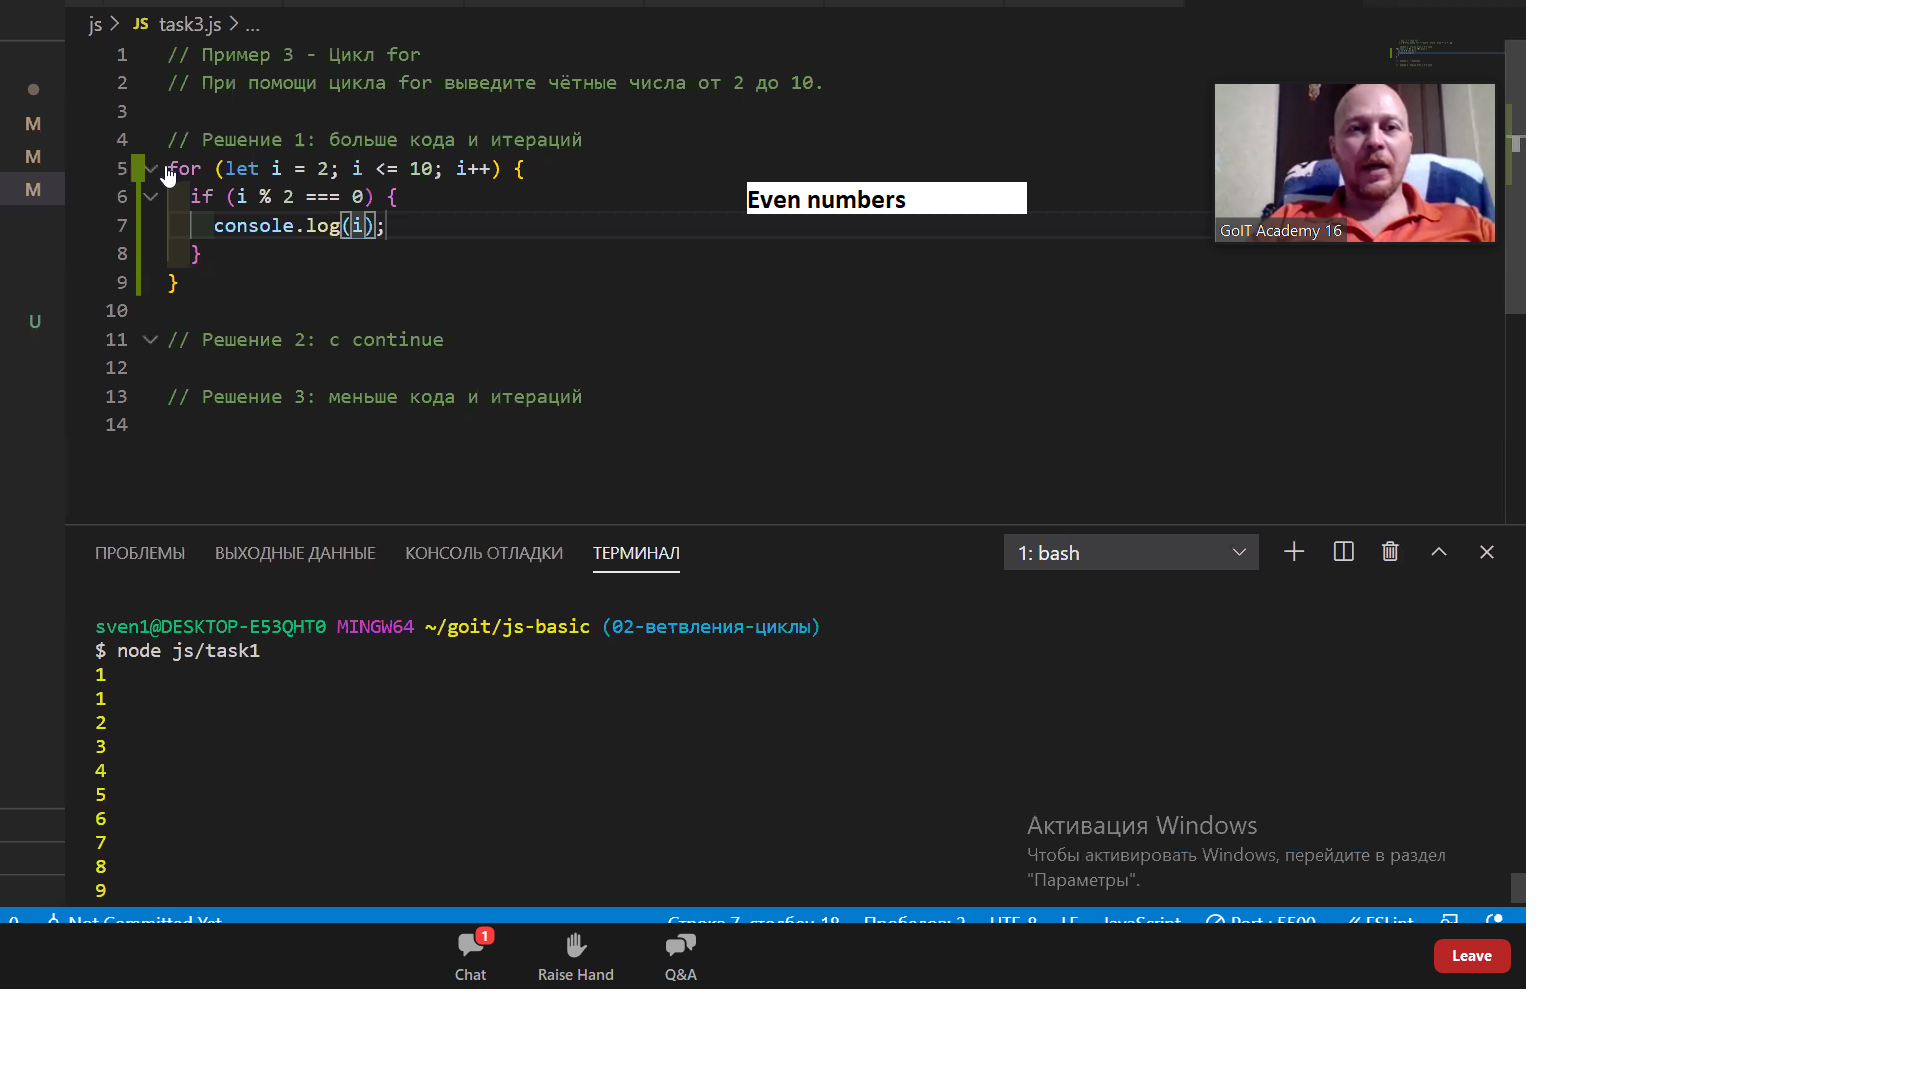 js > JS task3.js > ...
1 // Пример 3 - Цикл for
2 // При помощи цикла for выведите чётные числа от 2 до 10.
3
4 // Решение 1: больше кода и итераций
5 for (let i = 2; i <= 10; i++) {
6 if (i % 2 === 0) {
7 console.log(i);
8 }
9 }
10
11 // Решение 2: с continue
12
13 // Решение 3: меньше кода и итераций
14
M
M
M
U
Even numbers
GoIT Academy 16
ПРОБЛЕМЫ ВЫХОДНЫЕ ДАННЫЕ КОНСОЛЬ ОТЛАДКИ ТЕРМИНАЛ 1: bash
sven1@DESKTOP-E53QHT0 MINGW64 ~/goit/js-basic (02-ветвления-циклы)
$ node js/task1
1
1
2
3
4
5
6
7
8
9
Активация Windows
Чтобы активировать Windows, перейдите в раздел
"Параметры".
0 Not Committed Yet Строка 7, столбец 18 Пробелов: 2 UTF-8 LF JavaScript Port : 5500 ESLint
1
Chat Raise Hand Q&A Leave